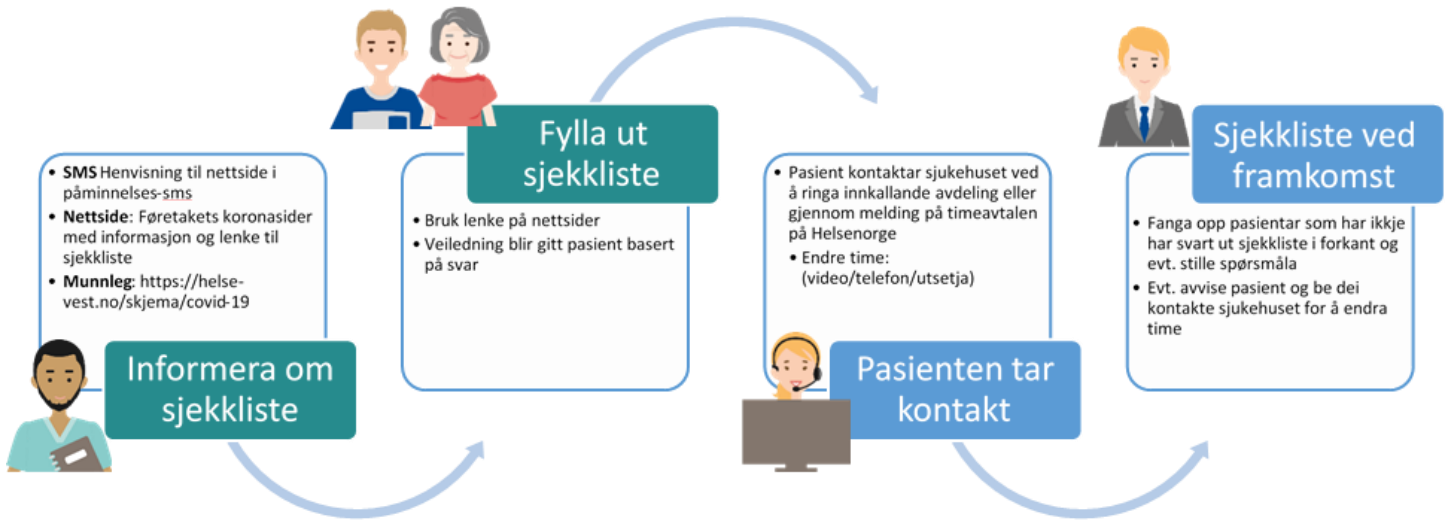 • SMS Henvisning til nettside i
påminnelses-sms
• Nettside: Føretakets koronasider
med informasjon og lenke til
sjekkliste
• Munnleg: https://helse-
vest.no/skjema/covid-19
Informera om
sjekkliste
Fylla ut
sjekkliste
• Bruk lenke på nettsider
• Veiledning blir gitt pasient basert
på svar
• Pasient kontaktar sjukehuset ved
å ringa innkallande avdeling eller
gjennom melding på timeavtalen
på Helsenorge
• Endre time:
(video/telefon/utsetja)
Pasienten tar
kontakt
Sjekkliste ved
framkomst
• Fanga opp pasientar som har ikkje
har svart ut sjekkliste i forkant og
evt. stille spørsmåla
• Evt. avvise pasient og be dei
kontakte sjukehuset for å endra
time